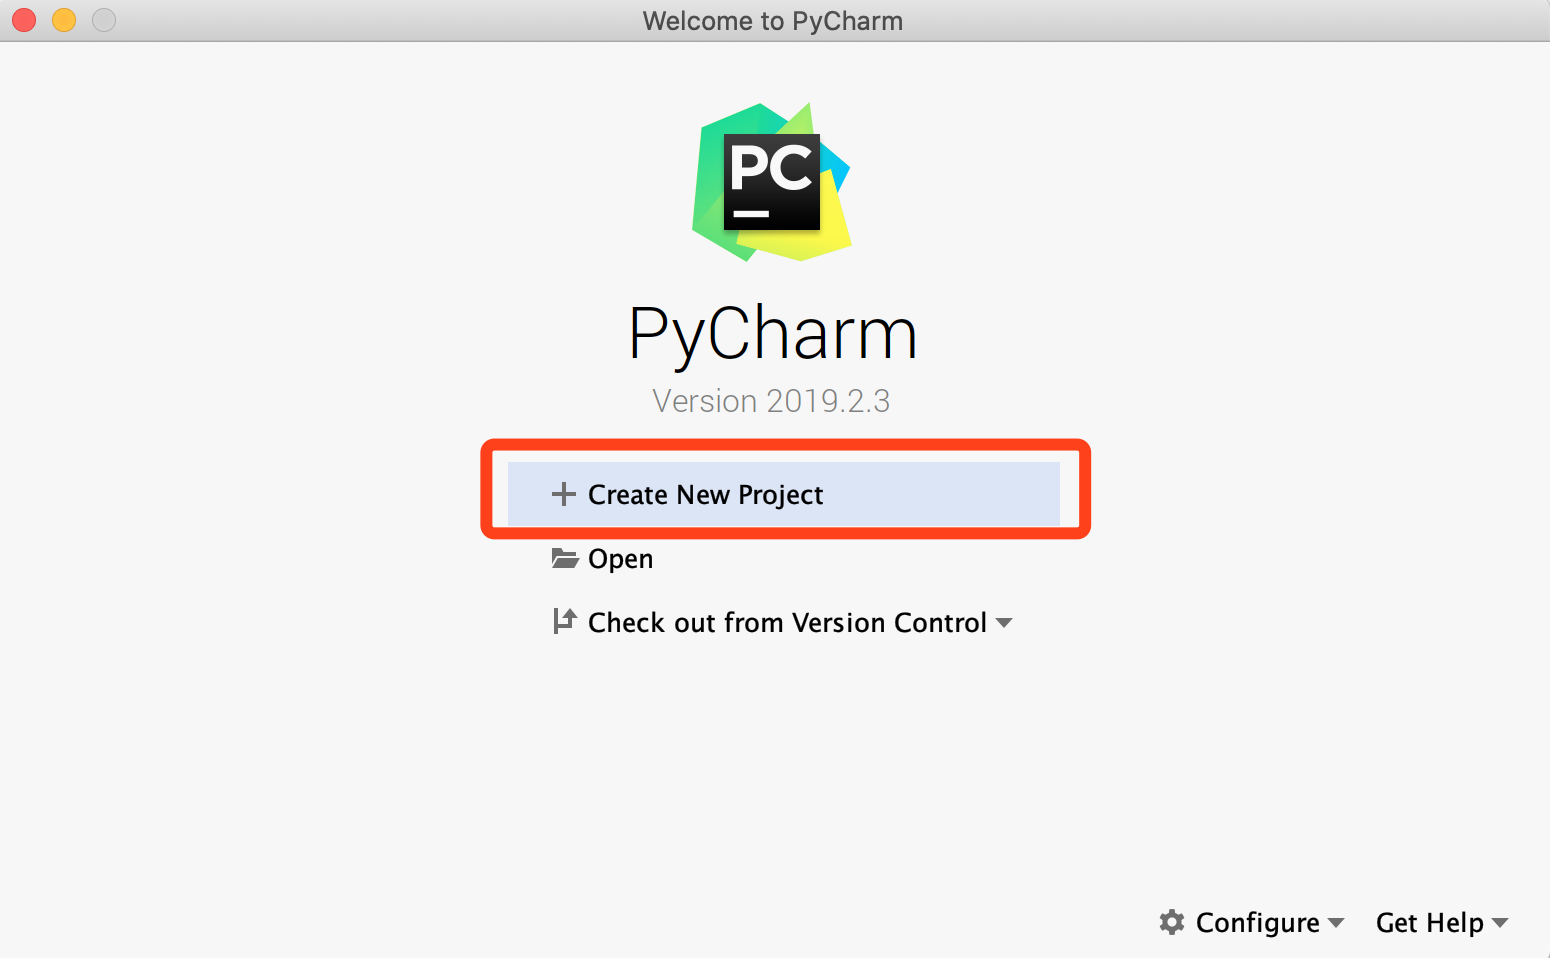 Welcome to PyCharm
PC
PyCharm
Version 2019.2.3
Create New Project
Open
Check out from Version Control
Configure
Get Help